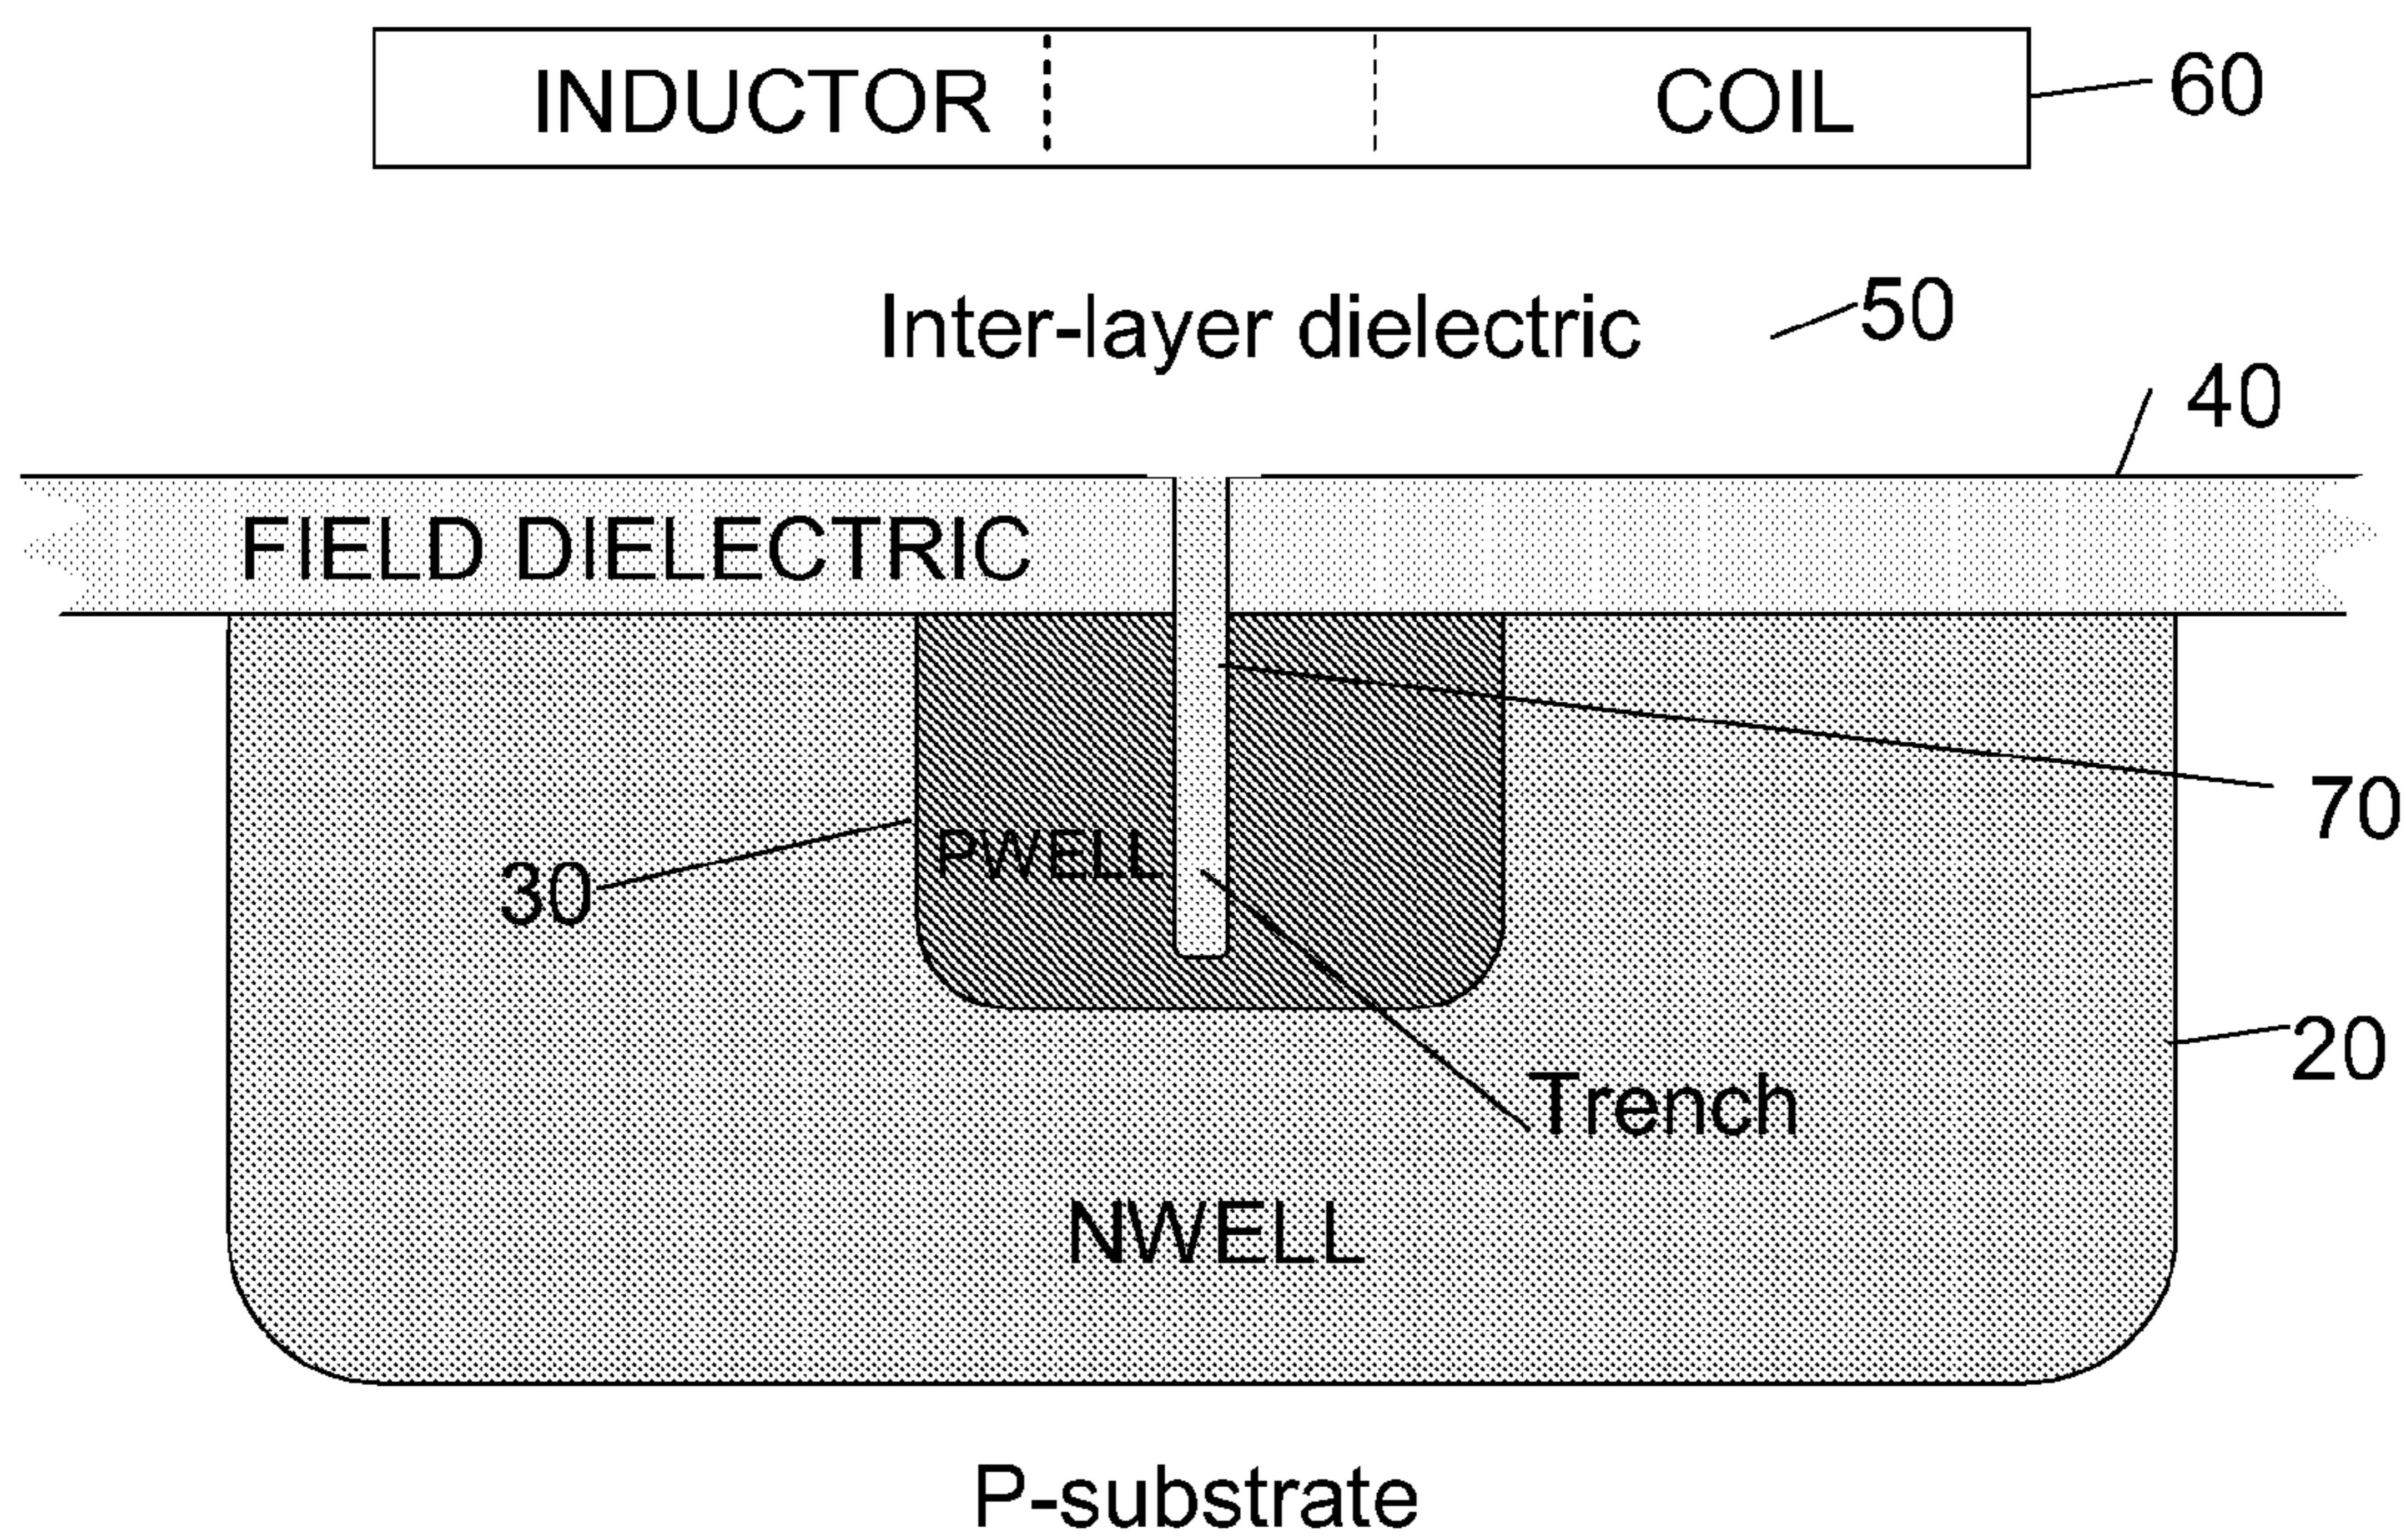 INDUCTOR COIL 60
Inter-layer dielectric 50
40
FIELD DIELECTRIC
70
PWELL
30
20
Trench
NWELL
P-substrate